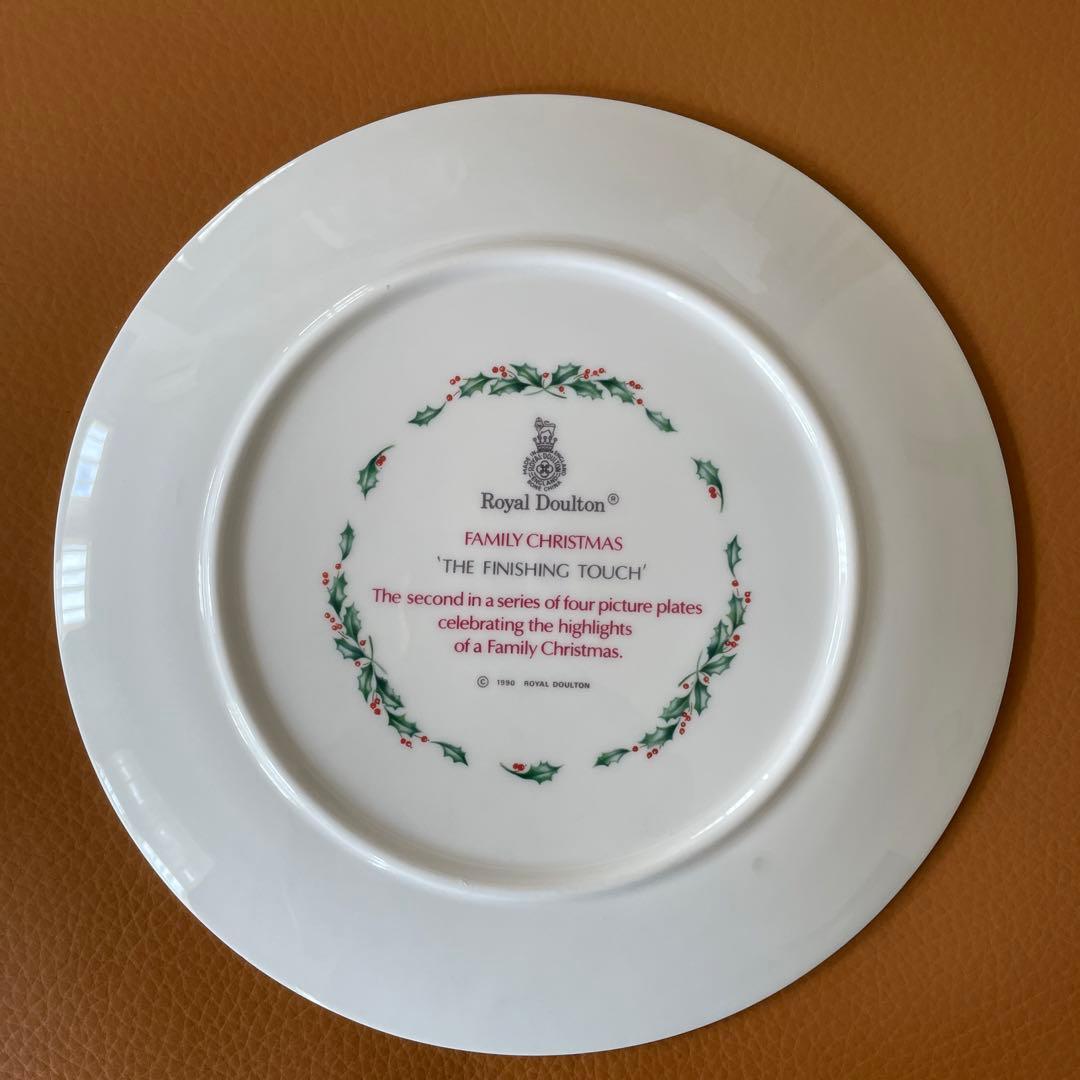 MADE IN ENGLAND
ROYAL DOULTON
ENGLAND
BONE CHINA
Royal Doulton®
FAMILY CHRISTMAS
‘THE FINISHING TOUCH’
The second in a series of four picture plates
celebrating the highlights
of a Family Christmas.
© 1990 ROYAL DOULTON